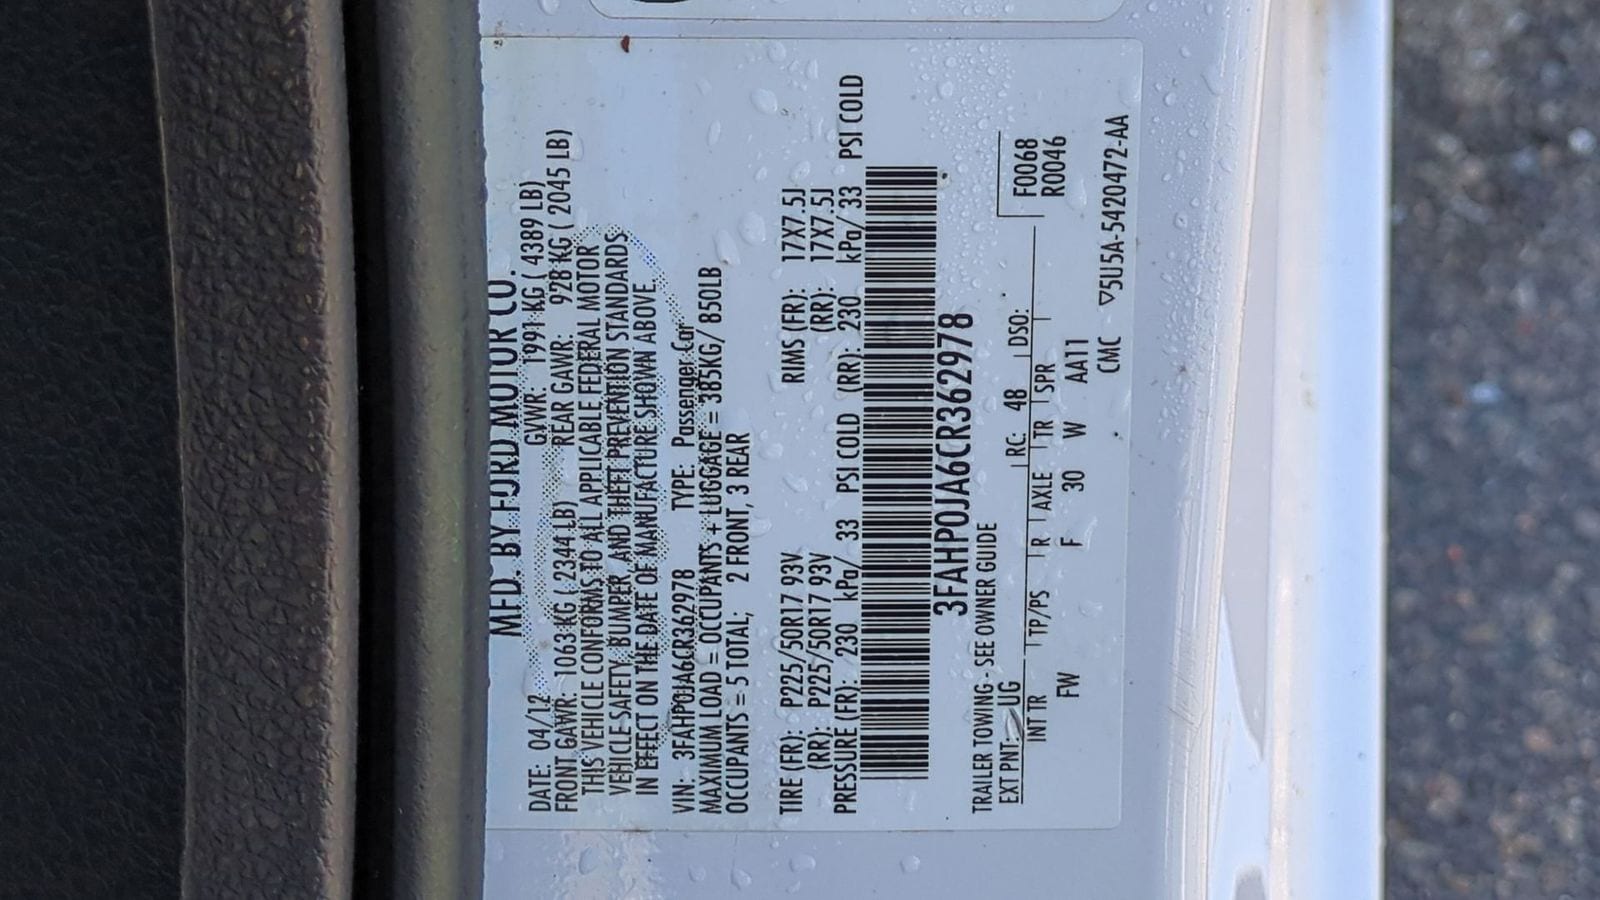 MFD. BY FORD MOTOR CO.
DATE: 04/12 GVWR: 1991 KG ( 4389 LB)
FRONT GAWR: 1063 KG ( 2344 LB) REAR GAWR: 928 KG ( 2045 LB)
THIS VEHICLE CONFORMS TO ALL APPLICABLE FEDERAL MOTOR
VEHICLE SAFETY, BUMPER, AND THEFT PREVENTION STANDARDS
IN EFFECT ON THE DATE OF MANUFACTURE SHOWN ABOVE.
VIN: 3FAHP0JA6CR362978 TYPE: Passenger Car
MAXIMUM LOAD = OCCUPANTS + LUGGAGE = 385KG/ 850LB
OCCUPANTS = 5 TOTAL; 2 FRONT, 3 REAR
TIRE (FR): P225/50R17 93V RIMS (FR): 17X7.5J
(RR): P225/50R17 93V (RR): 17X7.5J
PRESSURE (FR): 230 kPa/ 33 PSI COLD (RR): 230 kPa/ 33 PSI COLD
3FAHP0JA6CR362978
TRAILER TOWING - SEE OWNER GUIDE F0068
EXT PNT: UG RC: 48 DSO: R0046
INT TR TP/PS R AXLE TR SPR
FW F 30 W AA11
CMC ▽5U5A-5420472-AA